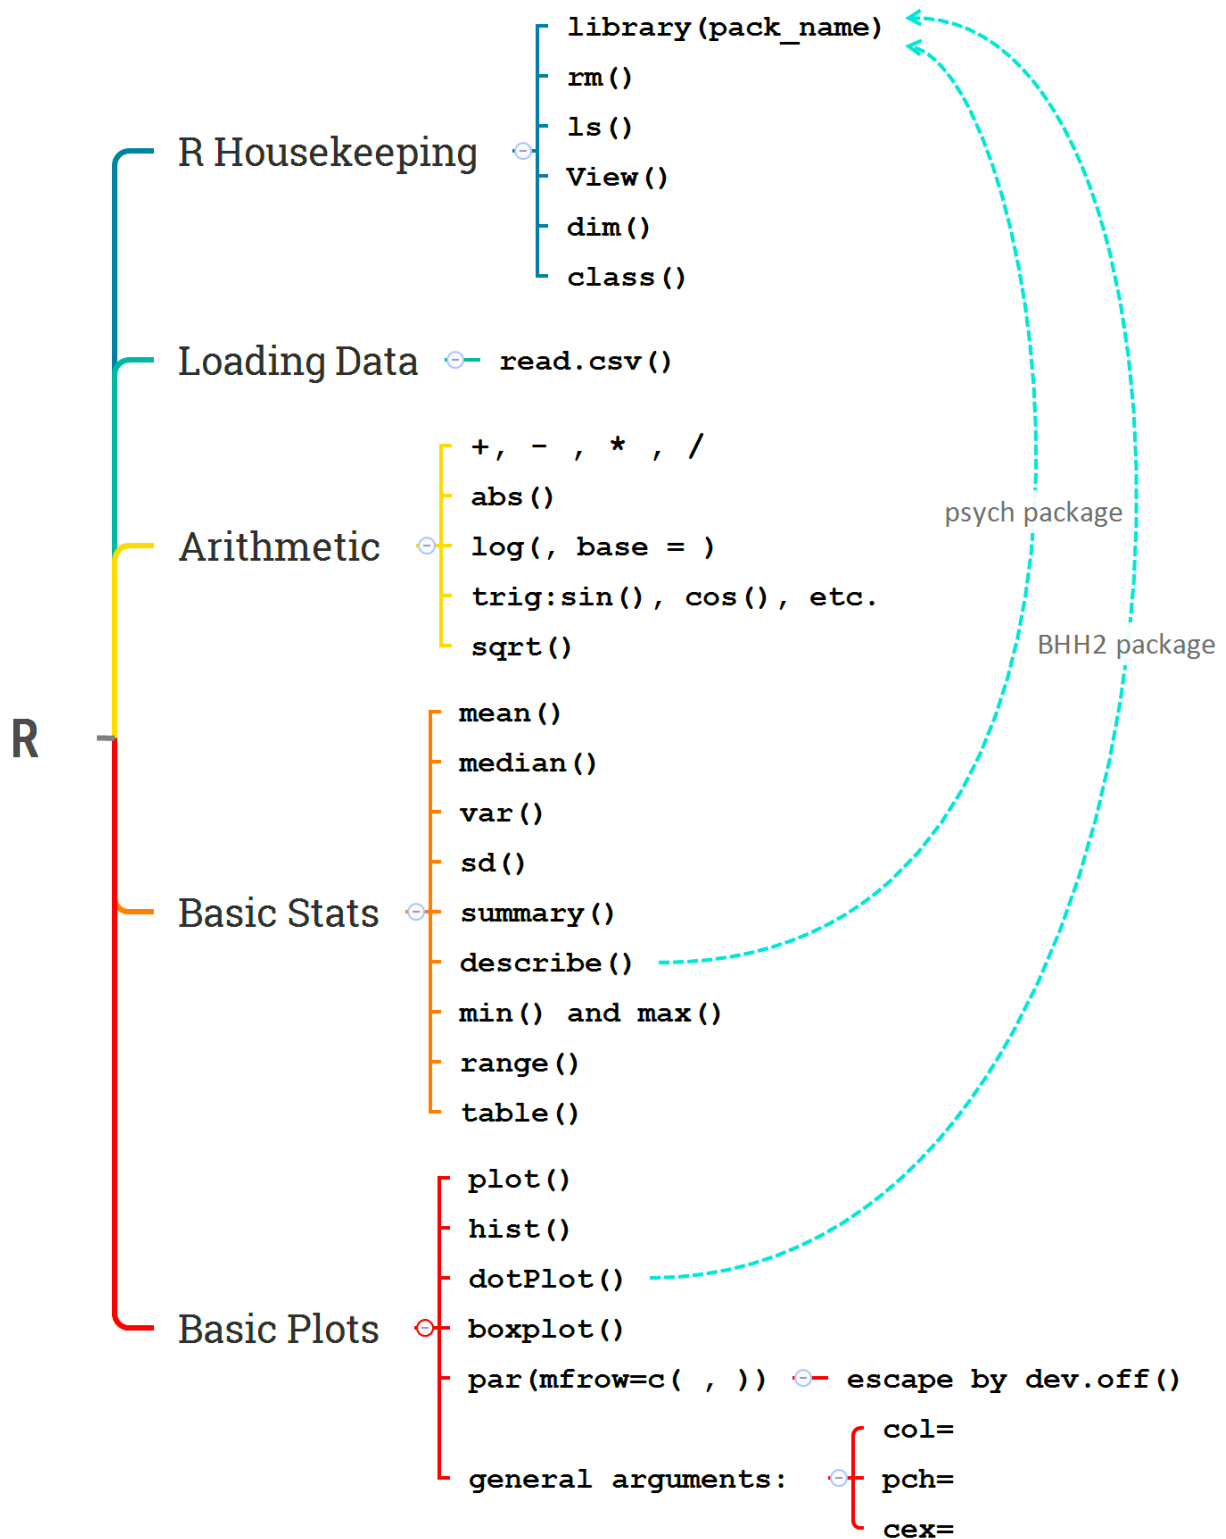 library(pack_name)
rm()
ls()
R Housekeeping
View()
dim()
class()
Loading Data
read.csv()
+, - , * , /
abs()
psych package
Arithmetic
log(, base = )
trig:sin(), cos(), etc.
sqrt()
BHH2 package
mean()
R
median()
var()
sd()
Basic Stats
summary()
describe()
min() and max()
range()
table()
plot()
hist()
dotPlot()
Basic Plots
boxplot()
par(mfrow=c( , ))
escape by dev.off()
col=
general arguments:
pch=
cex=